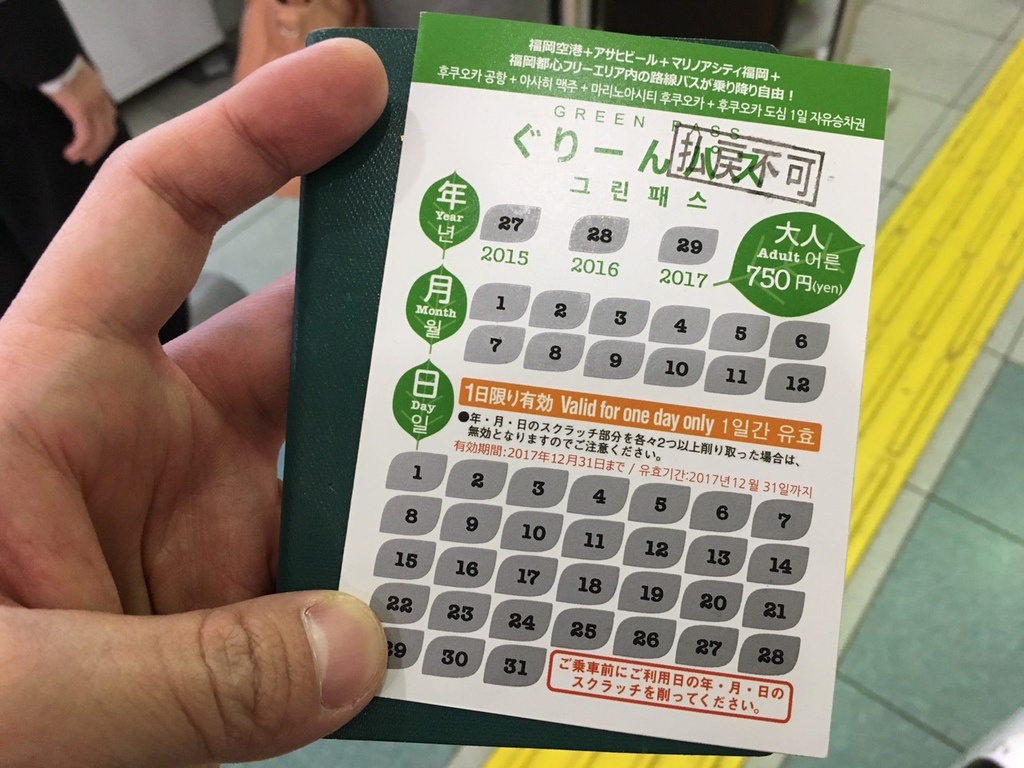 福岡空港+アサヒビール+マリノアシティ福岡+
福岡都心フリーエリア内の路線バスが乗り降り自由！
후쿠오카 공항 + 아사히 맥주 + 마리노아시티 후쿠오카 + 후쿠오카 도심 1일 자유승차권
GREEN PASS
ぐりーんパス
払戻不可
그린패스
年
Year
년
27 28 29
2015 2016 2017
大人
Adult 어른
750円(yen)
月
Month
월
1 2 3 4 5 6
7 8 9 10 11 12
日
Day
일
1日限り有効 Valid for one day only 1일간 유효
●年・月・日のスクラッチ部分を各々2つ以上削り取った場合は、
無効となりますのでご注意ください。
有効期間:2017年12月31日まで / 유효기간:2017년12월 31일까지
1 2 3 4 5 6 7
8 9 10 11 12 13 14
15 16 17 18 19 20 21
22 23 24 25 26 27 28
29 30 31
ご乗車前にご利用日の年・月・日の
スクラッチを削ってください。